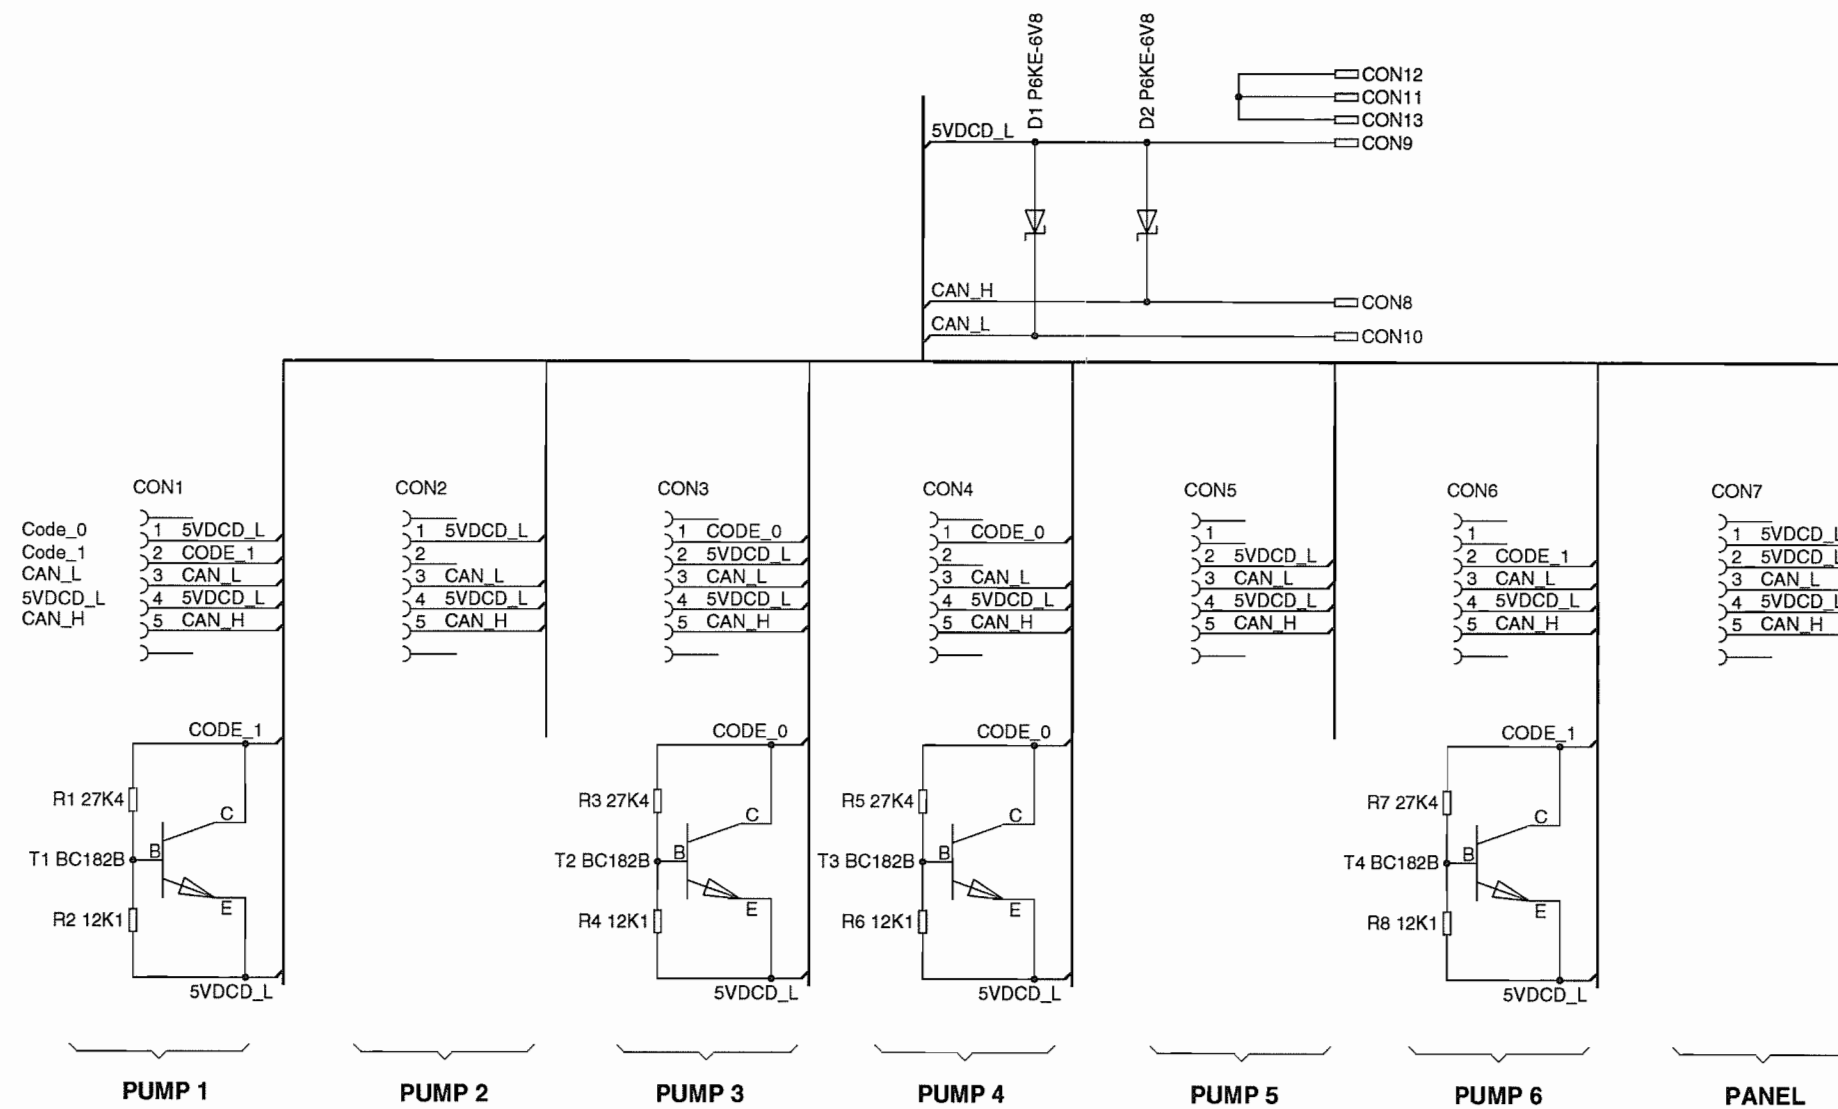 D1 P6KE-6V8
D2 P6KE-6V8
CON12
CON11
CON13
5VDCD_L
CON9
CAN_H
CON8
CAN_L
CON10
CON1
Code_0
1 5VDCD_L
Code_1
2 CODE_1
CAN_L
3 CAN_L
5VDCD_L
4 5VDCD_L
CAN_H
5 CAN_H
CON2
1 5VDCD_L
2
3 CAN_L
4 5VDCD_L
5 CAN_H
CON3
1 CODE_0
2 5VDCD_L
3 CAN_L
4 5VDCD_L
5 CAN_H
CON4
1 CODE_0
2
3 CAN_L
4 5VDCD_L
5 CAN_H
CON5
1
2 5VDCD_L
3 CAN_L
4 5VDCD_L
5 CAN_H
CON6
1
2 CODE_1
3 CAN_L
4 5VDCD_L
5 CAN_H
CON7
1 5VDCD_L
2 5VDCD_L
3 CAN_L
4 5VDCD_L
5 CAN_H
CODE_1
R1 27K4
C
T1 BC182B
B
E
R2 12K1
5VDCD_L
CODE_0
R3 27K4
C
T2 BC182B
B
E
R4 12K1
5VDCD_L
CODE_0
R5 27K4
C
T3 BC182B
B
E
R6 12K1
5VDCD_L
CODE_1
R7 27K4
C
T4 BC182B
B
E
R8 12K1
5VDCD_L
PUMP 1
PUMP 2
PUMP 3
PUMP 4
PUMP 5
PUMP 6
PANEL